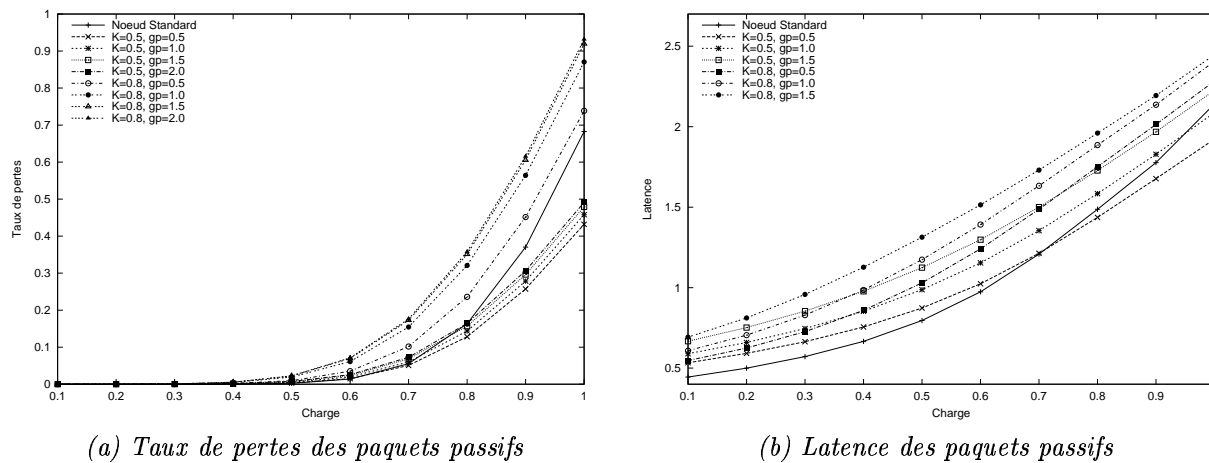 1
0.9
0.8
0.7
0.6
0.5
0.4
0.3
0.2
0.1
0
Taux de pertes
Noeud Standard
K=0.5, gp=0.5
K=0.5, gp=1.0
K=0.5, gp=1.5
K=0.5, gp=2.0
K=0.8, gp=0.5
K=0.8, gp=1.0
K=0.8, gp=1.5
K=0.8, gp=2.0
0.1 0.2 0.3 0.4 0.5 0.6 0.7 0.8 0.9 1
Charge
(a) Taux de pertes des paquets passifs
2.5
2
1.5
1
0.5
Latence
Noeud Standard
K=0.5, gp=0.5
K=0.5, gp=1.0
K=0.5, gp=1.5
K=0.8, gp=0.5
K=0.8, gp=1.0
K=0.8, gp=1.5
0.1 0.2 0.3 0.4 0.5 0.6 0.7 0.8 0.9
Charge
(b) Latence des paquets passifs